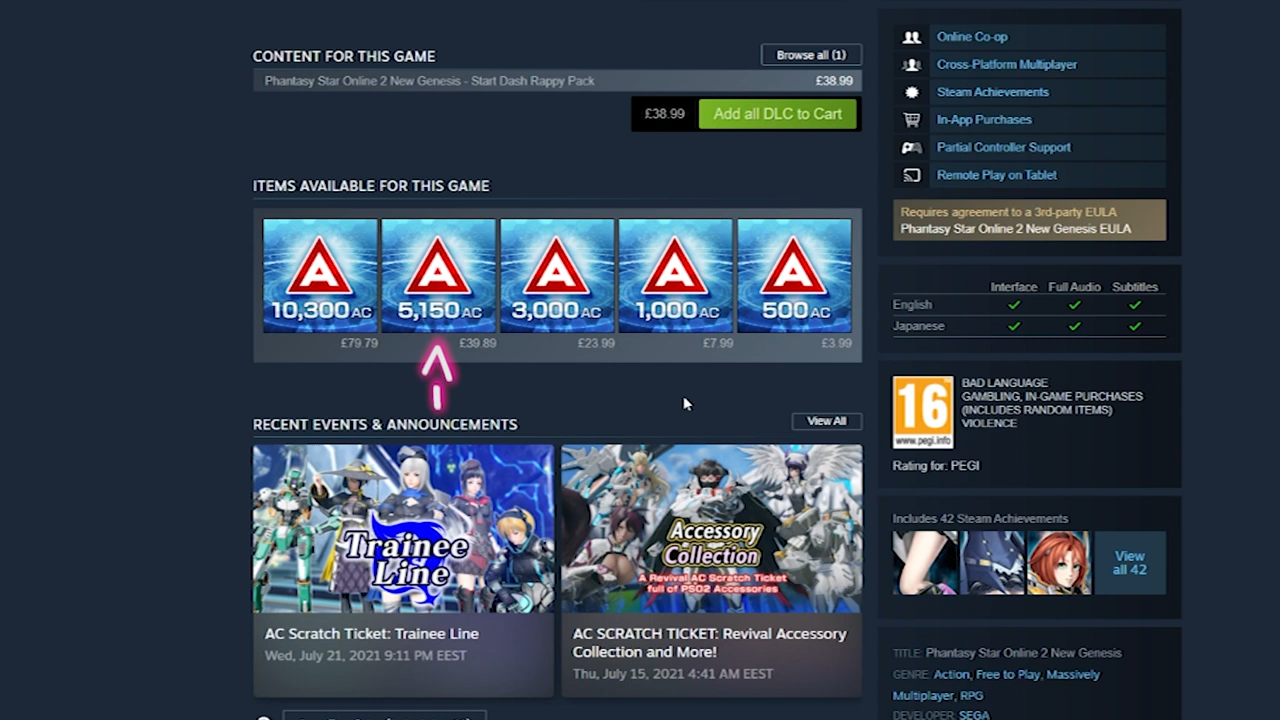 CONTENT FOR THIS GAME
Browse all (1)
Phantasy Star Online 2 New Genesis - Start Dash Rappy Pack
£38.99
£38.99
Add all DLC to Cart
ITEMS AVAILABLE FOR THIS GAME
A
10,300 AC
A
5,150 AC
A
3,000 AC
A
1,000 AC
A
500 AC
£79.79
£39.89
£23.99
£7.99
£3.99
RECENT EVENTS & ANNOUNCEMENTS
View All
Trainee
Line
Accessory
Collection
A Revival AC Scratch Ticket
full of PSO2 Accessories
AC Scratch Ticket: Trainee Line
Wed, July 21, 2021 9:11 PM EEST
AC SCRATCH TICKET: Revival Accessory
Collection and More!
Thu, July 15, 2021 4:41 AM EEST
Online Co-op
Cross-Platform Multiplayer
Steam Achievements
In-App Purchases
Partial Controller Support
Remote Play on Tablet
Requires agreement to a 3rd-party EULA
Phantasy Star Online 2 New Genesis EULA
Interface Full Audio Subtitles
English
Japanese
16
www.pegi.info
BAD LANGUAGE
GAMBLING, IN-GAME PURCHASES
(INCLUDES RANDOM ITEMS)
VIOLENCE
Rating for: PEGI
Includes 42 Steam Achievements
View
all 42
TITLE: Phantasy Star Online 2 New Genesis
GENRE: Action, Free to Play, Massively
Multiplayer, RPG
DEVELOPER: SEGA